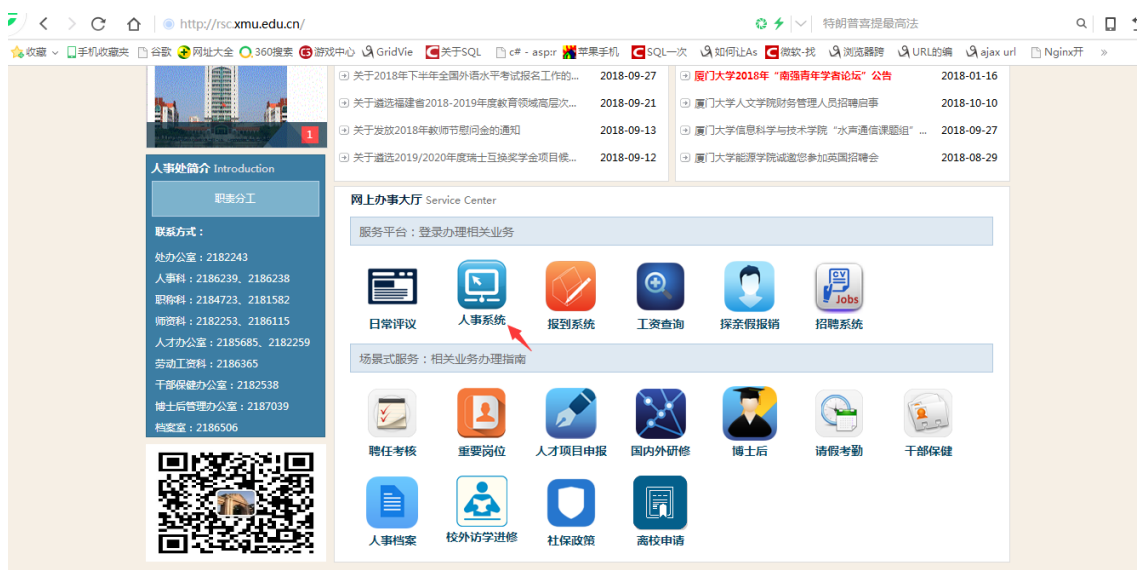 http://rsc.xmu.edu.cn/
特朗普喜提最高法
收藏 手机收藏夹 谷歌 网址大全 360搜索 游戏中心 GridVie 关于SQL c# - asp:r 苹果手机 SQL一次 如何让As 微软-找 浏览器跨 URL的编 ajax url Nginx开 »
关于2018年下半年全国外语水平考试报名工作的... 2018-09-27
关于遴选福建省2018-2019年度教育领域高层次... 2018-09-21
关于发放2018年教师节慰问金的通知 2018-09-13
关于遴选2019/2020年度瑞士互换奖学金项目候... 2018-09-12
厦门大学2018年“南强青年学者论坛”公告 2018-01-16
厦门大学人文学院财务管理人员招聘启事 2018-10-10
厦门大学信息科学与技术学院“水声通信课题组”... 2018-09-27
厦门大学能源学院诚邀您参加英国招聘会 2018-08-29
1
人事处简介 Introduction
职责分工
联系方式：
处办公室：2182243
人事科：2186239、2186238
职称科：2184723、2181582
师资科：2182253、2186115
人才办公室：2185685、2182259
劳动工资科：2186365
干部保健办公室：2182538
博士后管理办公室：2187039
档案室：2186506
网上办事大厅 Service Center
服务平台：登录办理相关业务
CV
Jobs
日常评议 人事系统 报到系统 工资查询 探亲假报销 招聘系统
场景式服务：相关业务办理指南
聘任考核 重要岗位 人才项目申报 国内外研修 博士后 请假考勤 干部保健
人事档案 校外访学进修 社保政策 离校申请